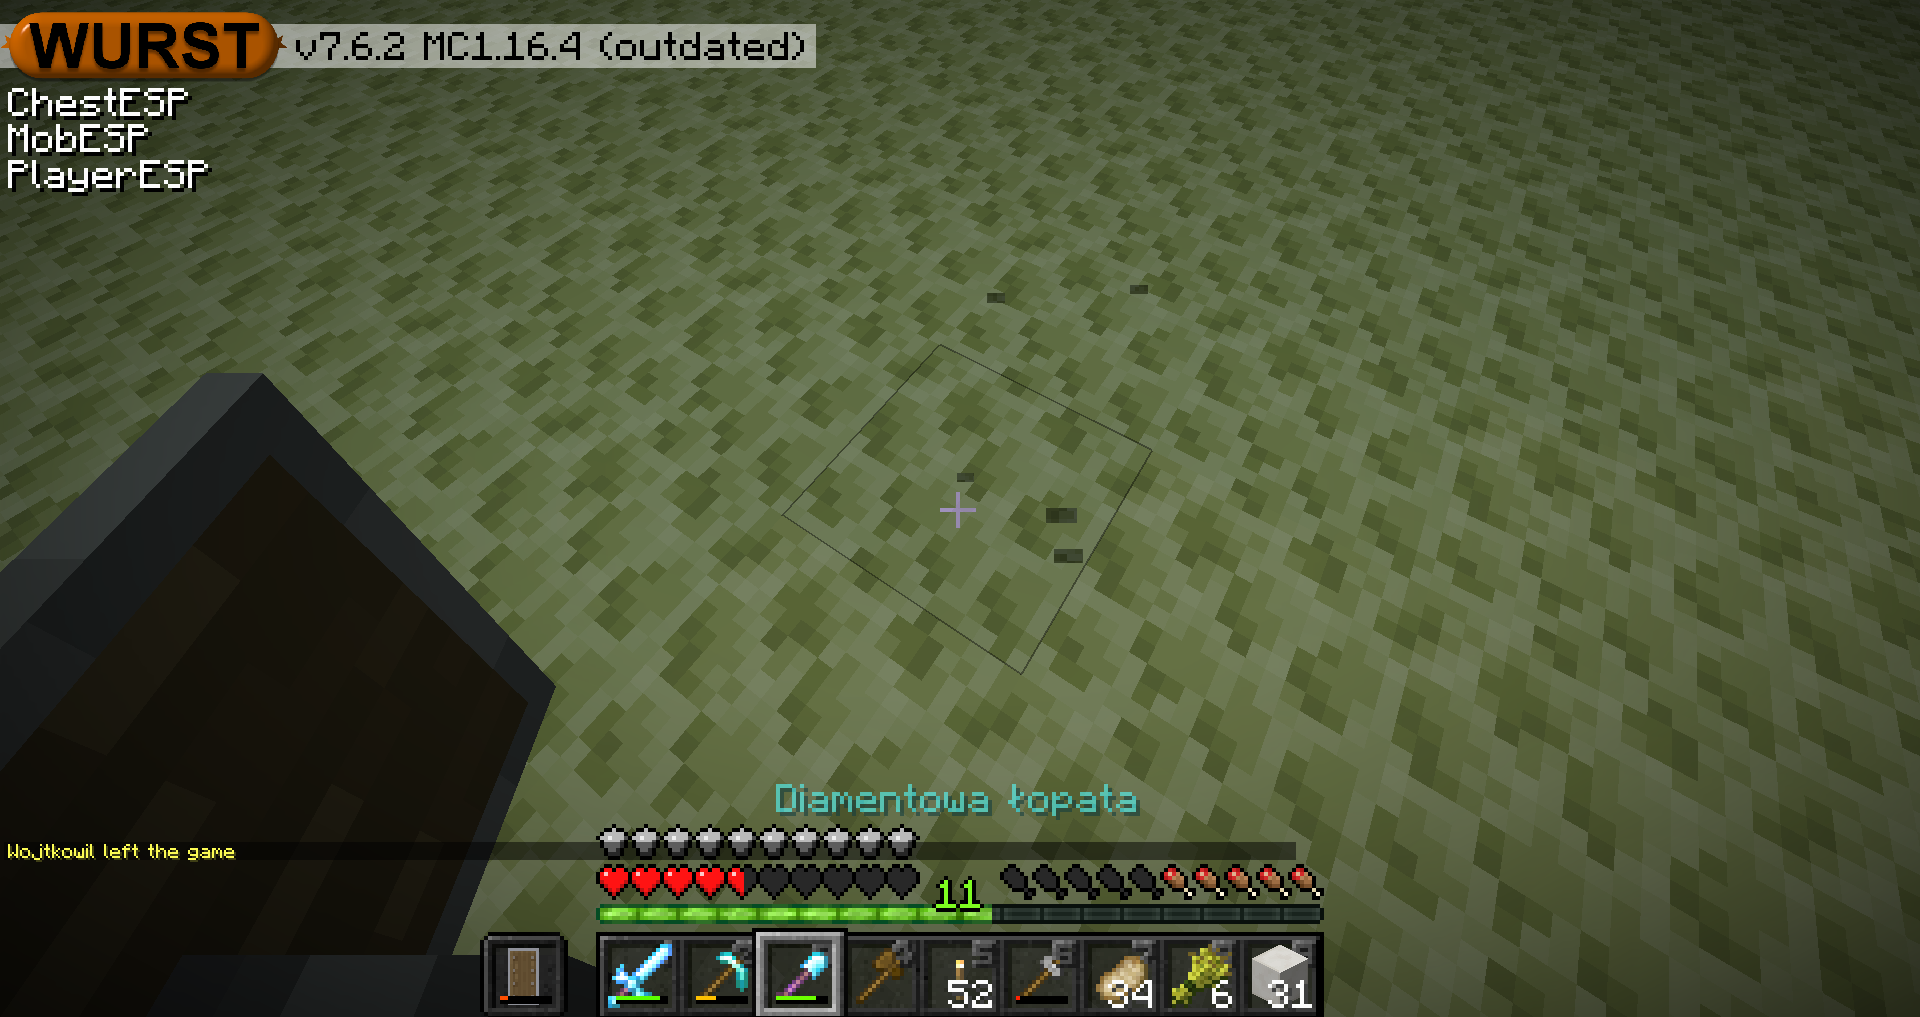 WURST v7.6.2 MC1.16.4 (outdated)
ChestESP
MobESP
PlayerESP
Diamentowa łopata
Wojtkowil left the game
11
52 94 6 31